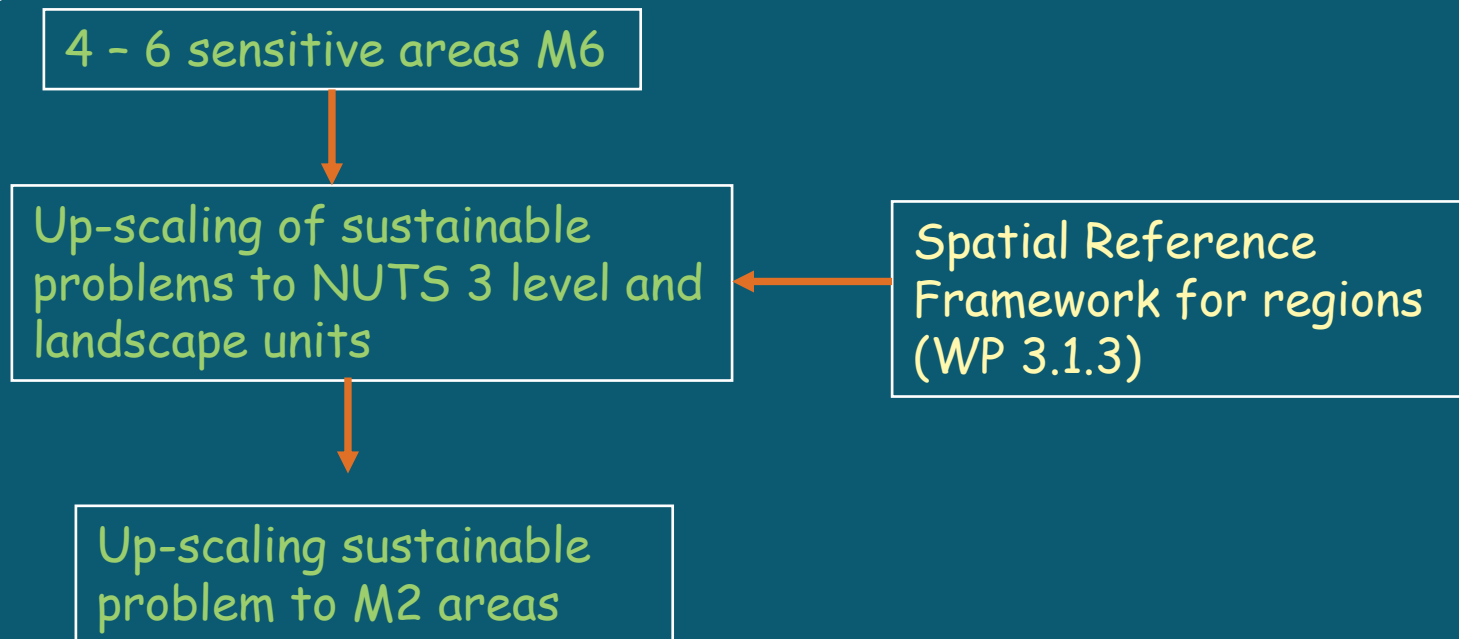 4 – 6 sensitive areas M6
Up-scaling of sustainable
problems to NUTS 3 level and
landscape units
Spatial Reference
Framework for regions
(WP 3.1.3)
Up-scaling sustainable
problem to M2 areas